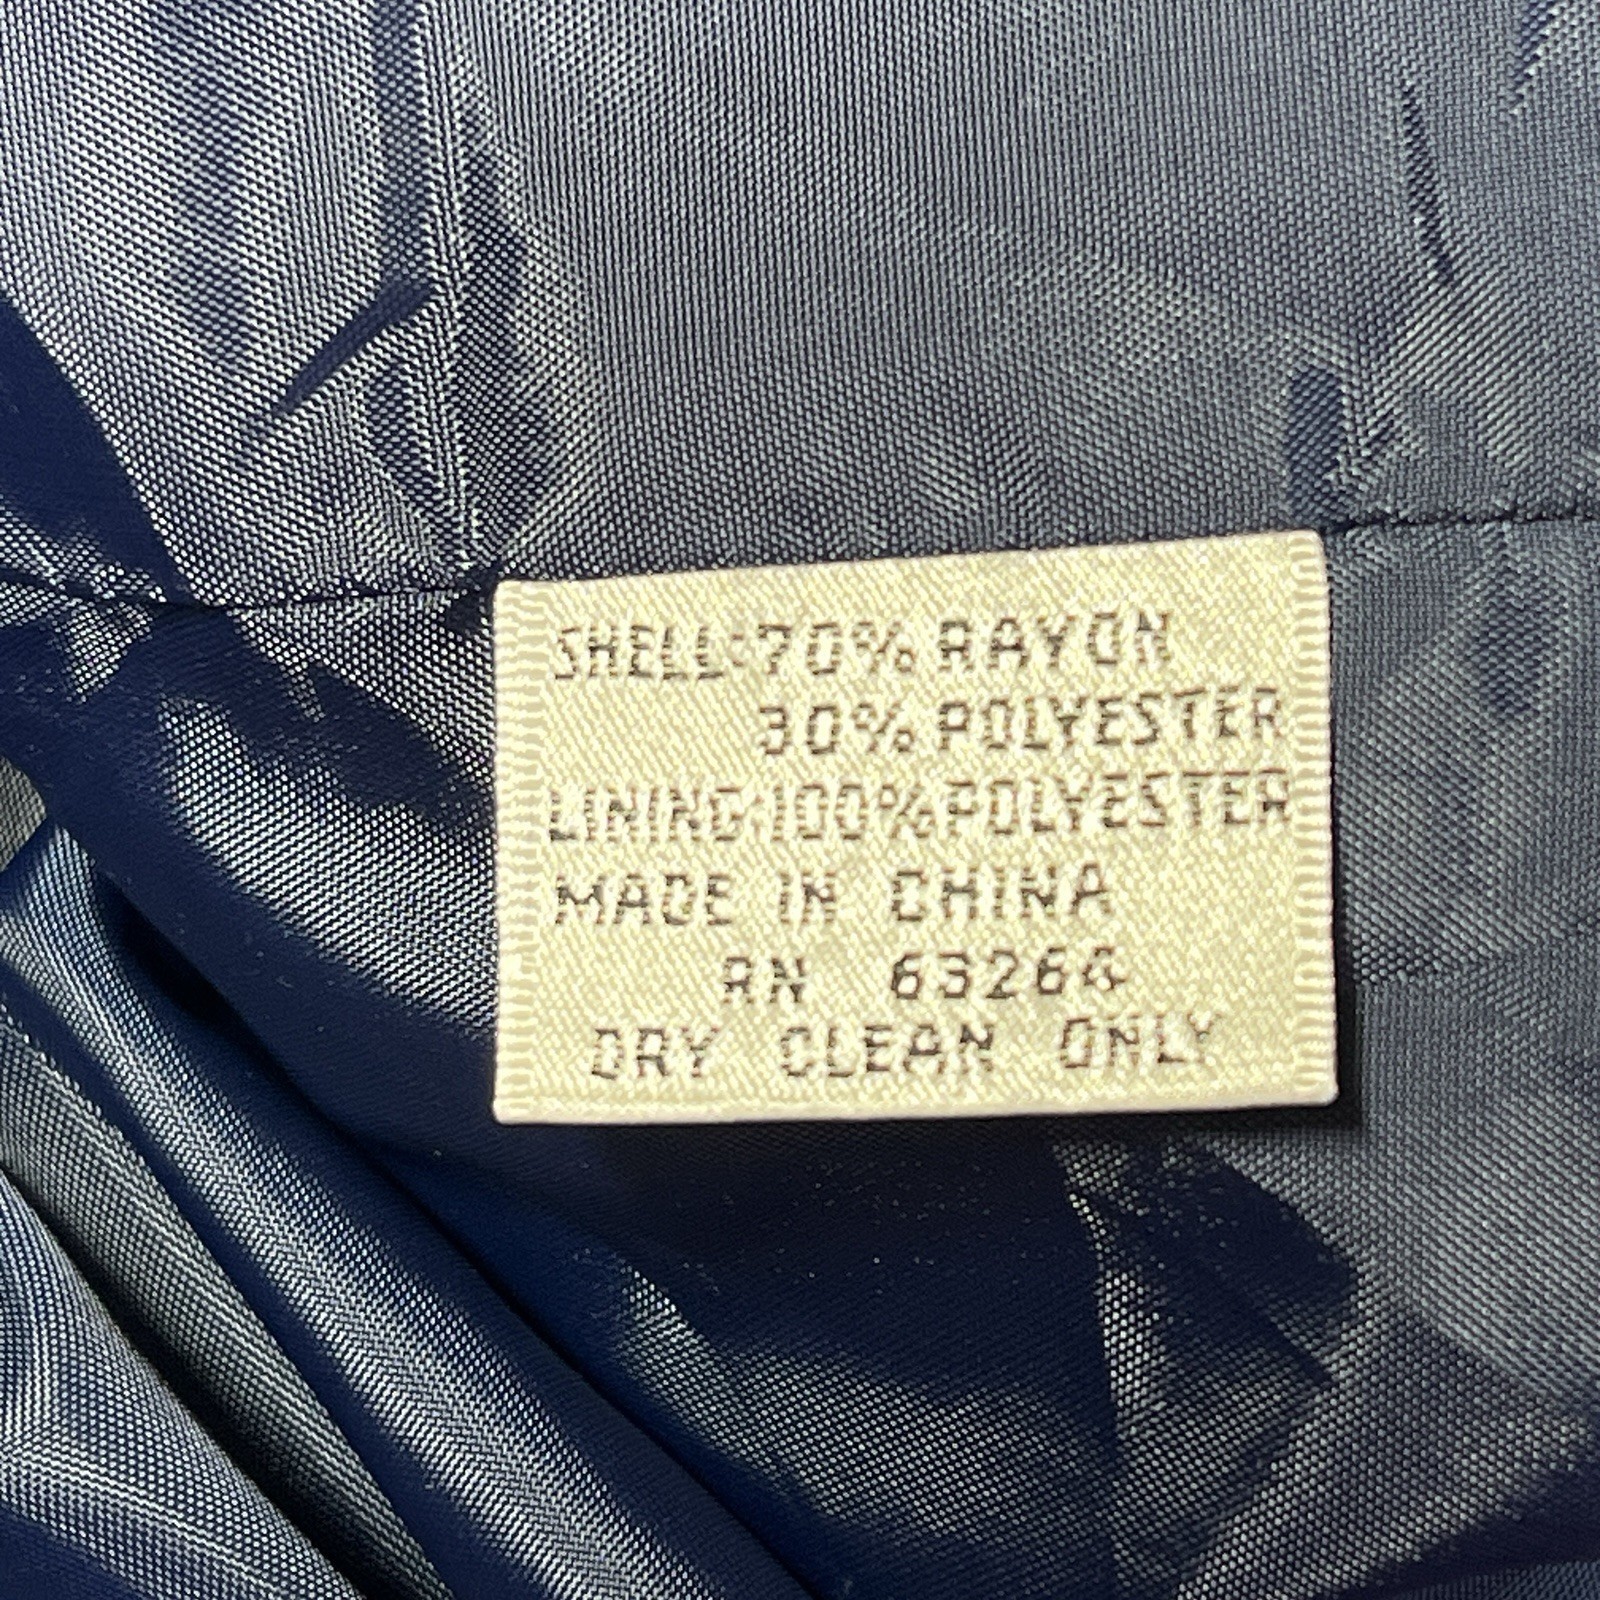 SHELL:70% RAYON
30% POLYESTER
LINING:100%POLYESTER
MADE IN CHINA
RN 63264
DRY CLEAN ONLY